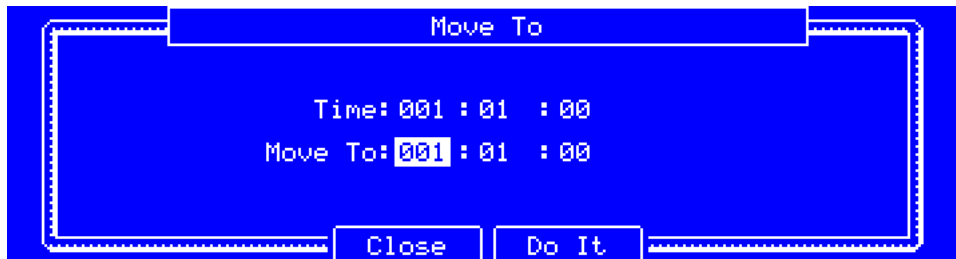 Move To
Time:001:01 :00
Move To:001:01 :00
Close Do It